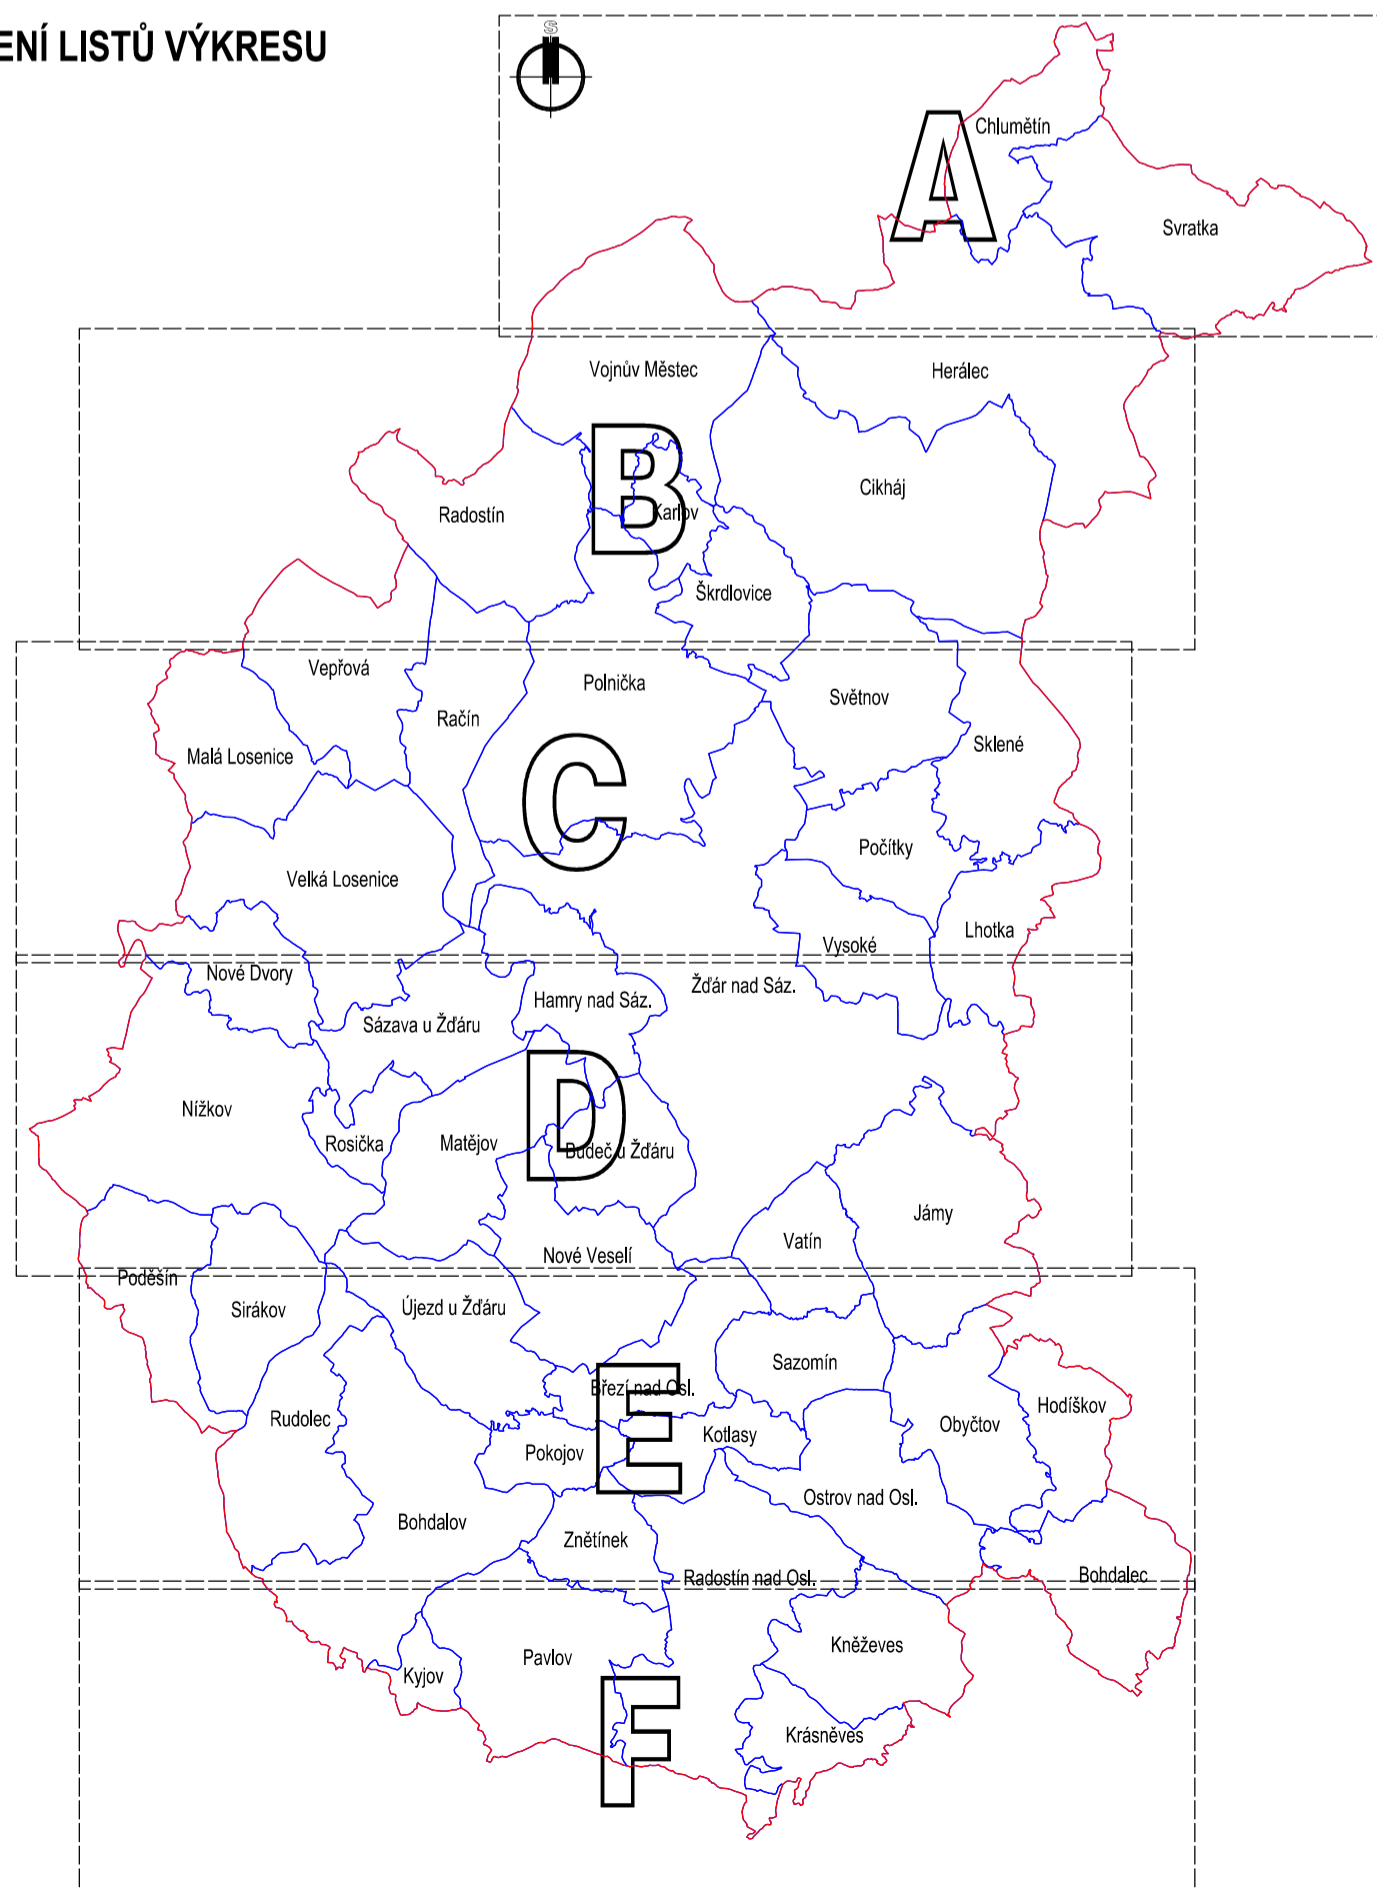 ENÍ LISTŮ VÝKRESU
S
A
Chlumětín
Svratka
Vojnův Městec
Herálec
B
Cikháj
Karlov
Radostín
Škrdlovice
Vepřová
Polnička
Světnov
Račín
Sklené
Malá Losenice
C
Počítky
Velká Losenice
Lhotka
Vysoké
Nové Dvory
Žďár nad Sáz.
Hamry nad Sáz.
Sázava u Žďáru
D
Nížkov
Rosička
Matějov
Budeč u Žďáru
Jámy
Vatín
Nové Veselí
Poděšín
Sirákov
Újezd u Žďáru
Sazomín
Březí nad Osl.
E
Hodíškov
Rudolec
Obyčtov
Kotlasy
Pokojov
Ostrov nad Osl.
Bohdalov
Znětínek
Radostín nad Osl.
Bohdalec
Kněževes
Pavlov
Kyjov
F
Krásněves